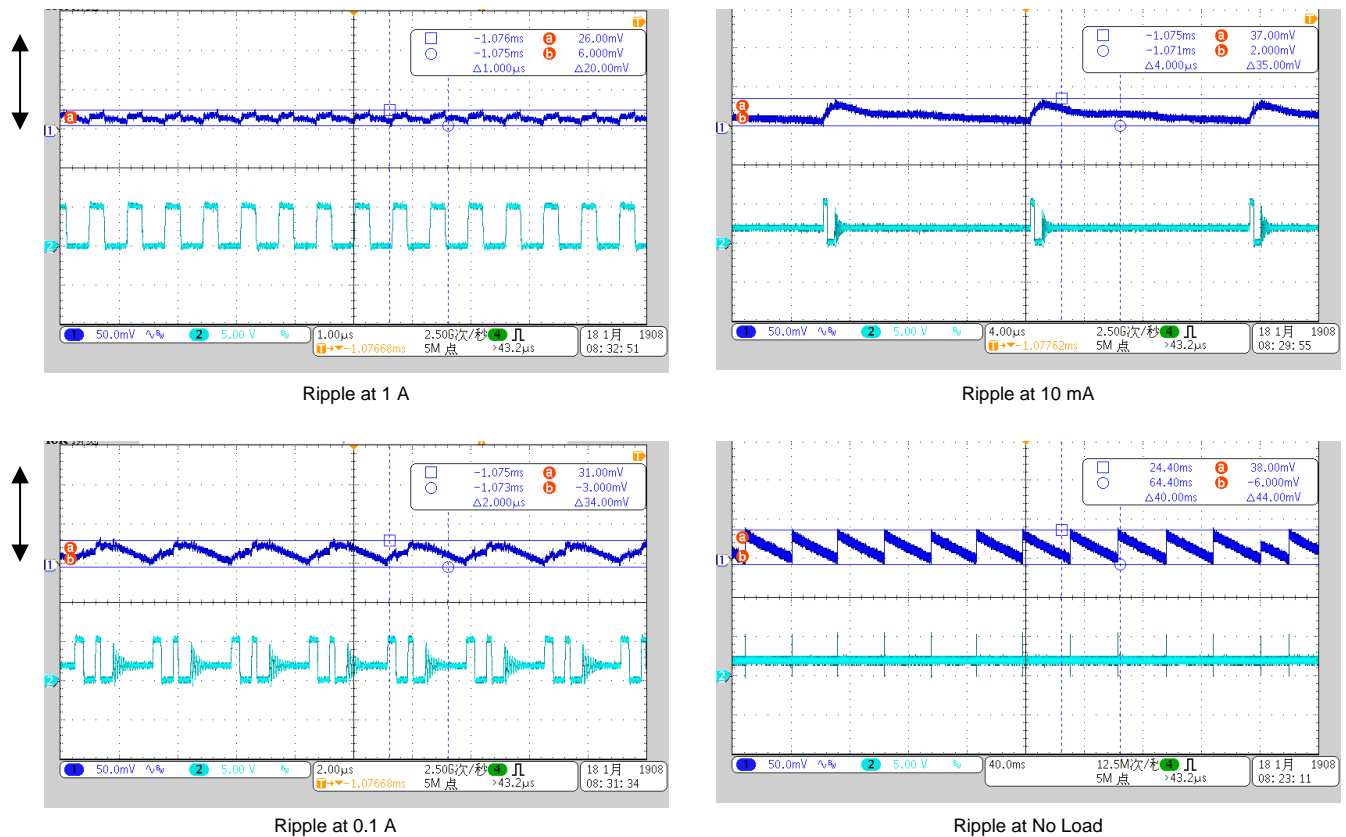 T
-1.076ms a 26.00mV
-1.075ms b 6.000mV
Δ1.000µs Δ20.00mV
a
1
2
1 50.0mV 2 5.00 V 1.00µs 2.50G次/秒 4 18 1月 1908
T→▼-1.07668ms 5M 点 >43.2µs 08:32:51
Ripple at 1 A
T
-1.075ms a 37.00mV
-1.071ms b 2.000mV
Δ4.000µs Δ35.00mV
a
b
1
2
1 50.0mV 2 5.00 V 4.00µs 2.50G次/秒 4 18 1月 1908
T→▼-1.07762ms 5M 点 >43.2µs 08:29:55
Ripple at 10 mA
T
-1.075ms a 31.00mV
-1.073ms b -3.000mV
Δ2.000µs Δ34.00mV
a
b
1
2
1 50.0mV 2 5.00 V 2.00µs 2.50G次/秒 4 18 1月 1908
T→▼-1.07668ms 5M 点 >43.2µs 08:31:34
Ripple at 0.1 A
24.40ms a 38.00mV
64.40ms b -6.000mV
Δ40.00ms Δ44.00mV
a
b
1
2
1 50.0mV 2 5.00 V 40.0ms 12.5M次/秒 4 18 1月 1908
5M 点 >43.2µs 08:23:11
Ripple at No Load